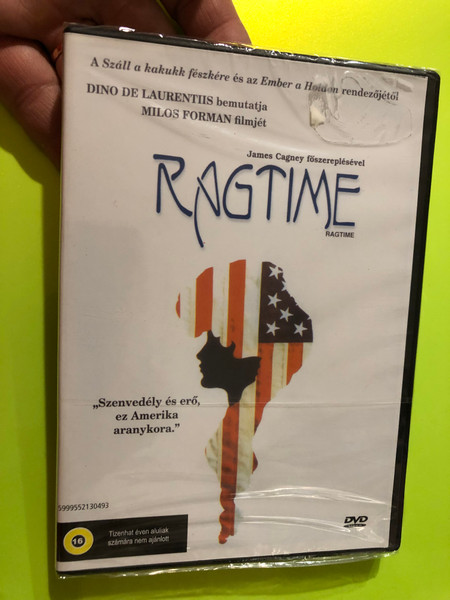 A Száll a kakukk fészkére és az Ember a Holdon rendezőjétől
DINO DE LAURENTIIS bemutatja
MILOS FORMAN filmjét
James Cagney főszereplésével
RAGTIME
RAGTIME
„Szenvedély és erő,
ez Amerika
aranykora.”
5999552130493
16
Tizenhat éven aluliak
számára nem ajánlott!
DVD